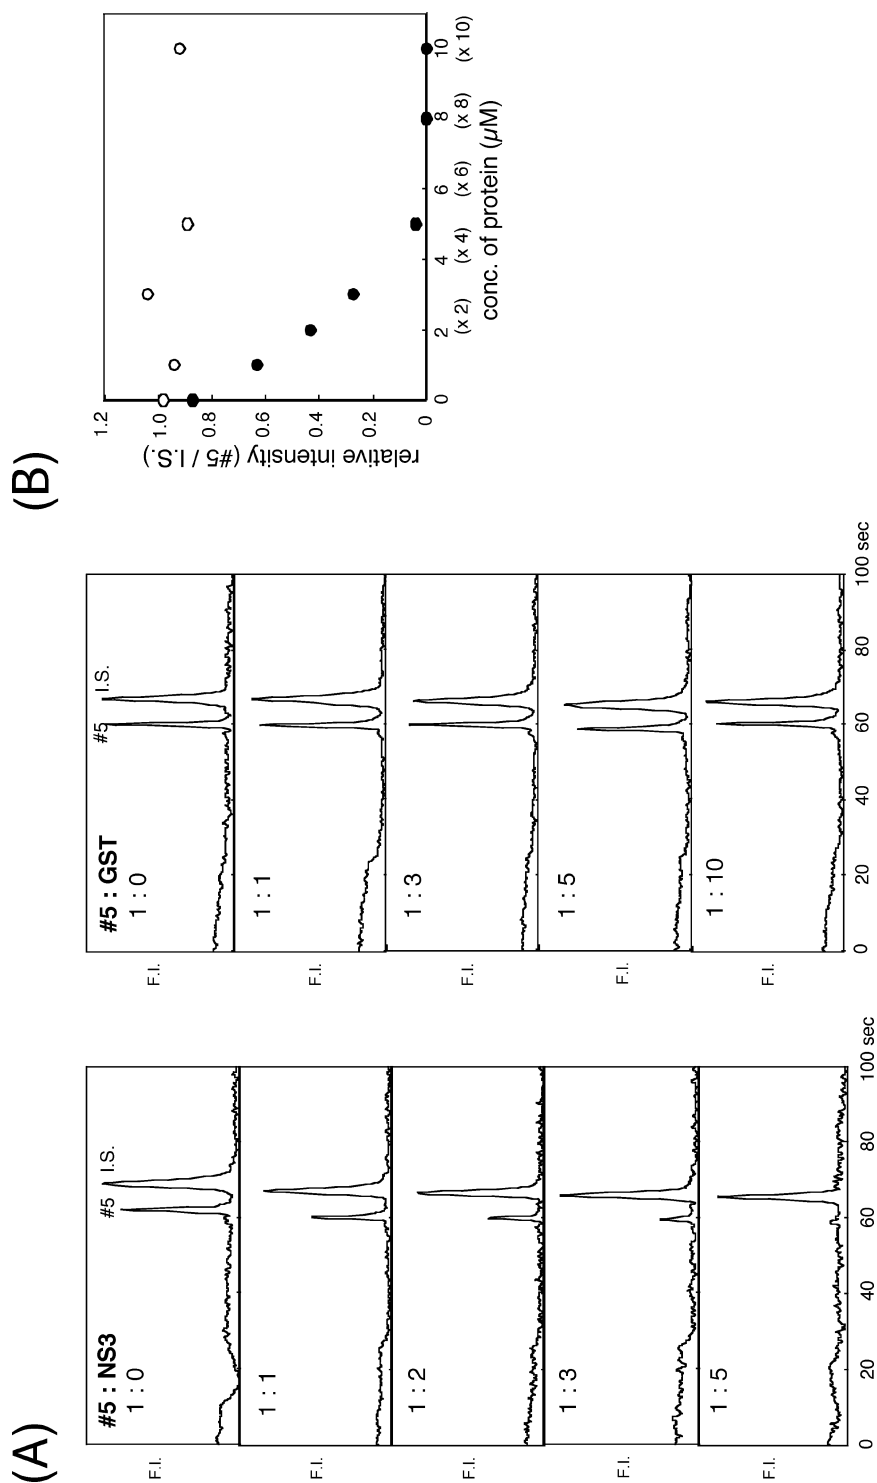 (A)
#5 : NS3
1 : 0
#5 I.S.
F.I.
1 : 1
F.I.
1 : 2
F.I.
1 : 3
F.I.
1 : 5
F.I.
0 20 40 60 80 100 sec
#5 : GST
1 : 0
#5 I.S.
F.I.
1 : 1
F.I.
1 : 3
F.I.
1 : 5
F.I.
1 : 10
F.I.
0 20 40 60 80 100 sec
(B)
relative intensity (#5 / I.S.)
1.2
1.0
0.8
0.6
0.4
0.2
0
0 2 4 6 8 10
(x 2) (x 4) (x 6) (x 8) (x 10)
conc. of protein (µM)